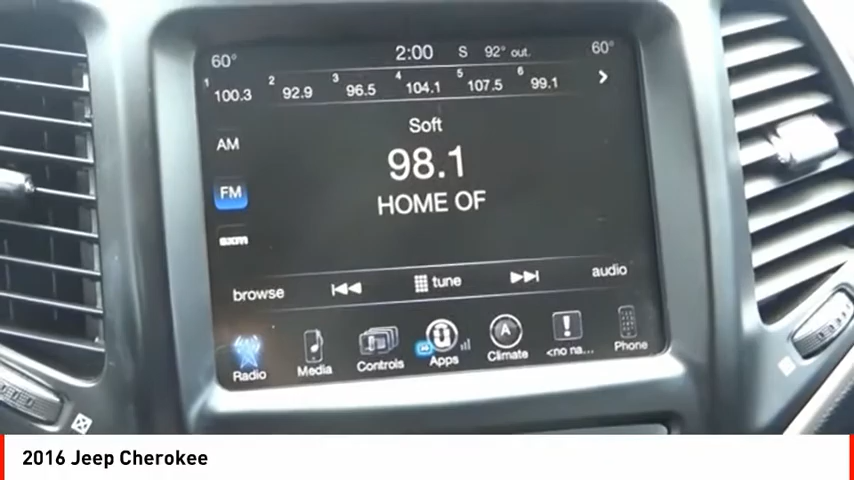 60° 2:00 S 92° out. 60°
1 100.3 2 92.9 3 96.5 4 104.1 5 107.5 6 99.1
Soft
AM
98.1
FM
HOME OF
sxm
browse tune audio
Radio Media Controls Apps A Climate ! <no na... Phone
2016 Jeep Cherokee